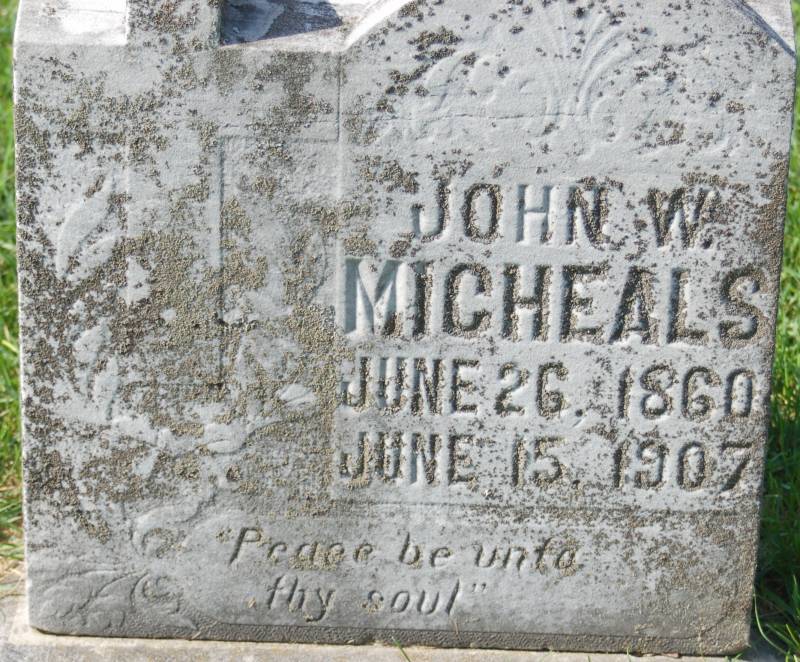 JOHN W.
MICHEALS
JUNE 26, 1860
JUNE 15, 1907
"Peace be unto
thy soul"